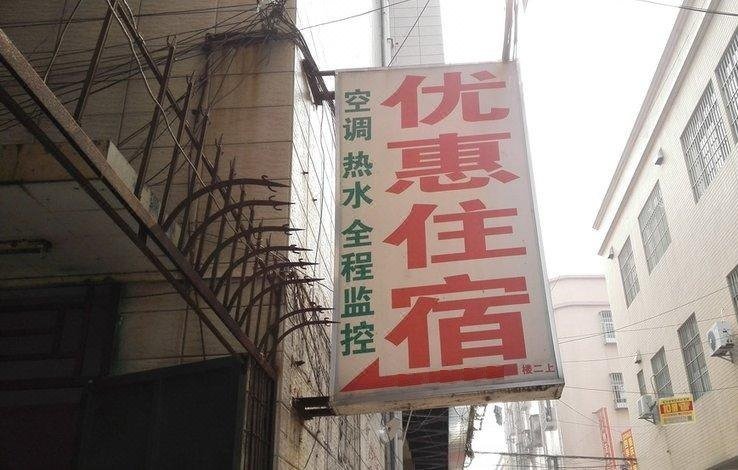 优惠住宿
空调 热水 全程监控
楼二上